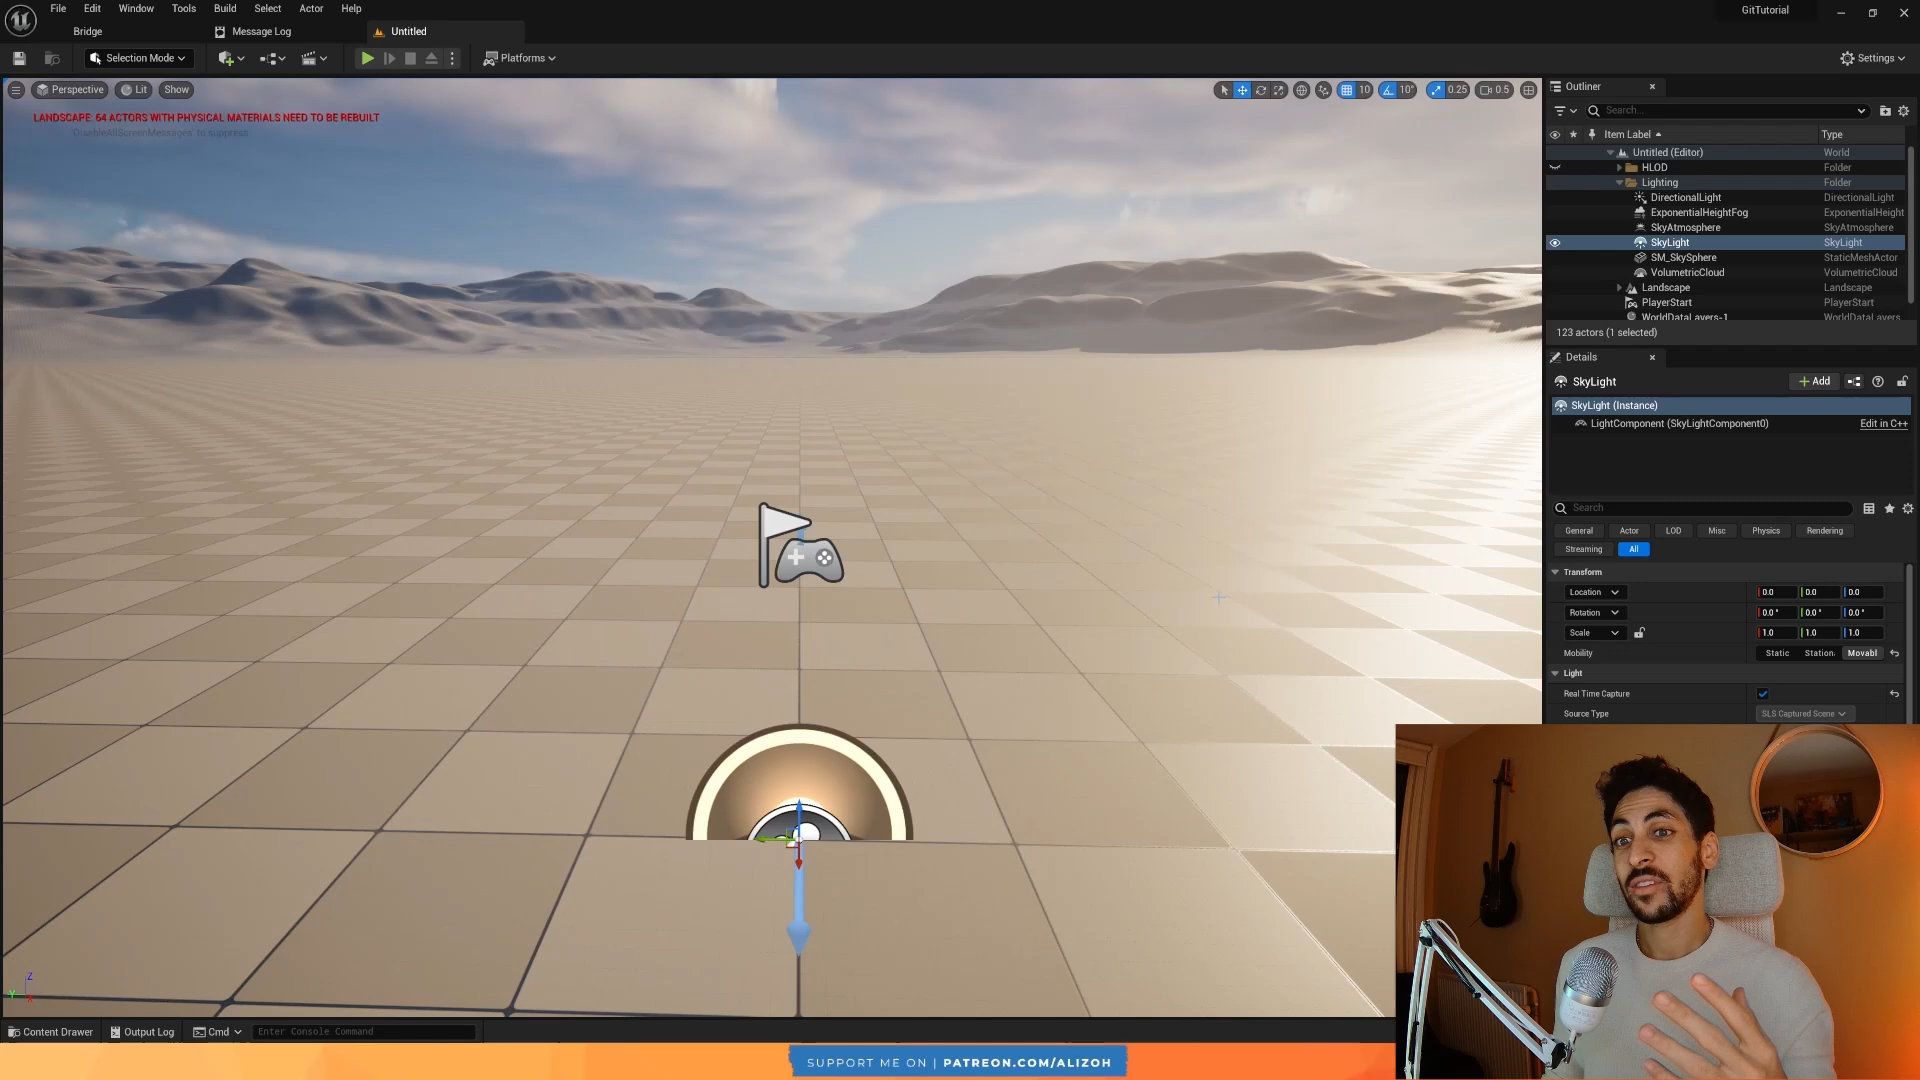 File Edit Window Tools Build Select Actor Help
GitTutorial
Bridge
Message Log
Untitled
Selection Mode
Platforms
Settings
Perspective
Lit
Show
10
10°
0.25
0.5
LANDSCAPE: 64 ACTORS WITH PHYSICAL MATERIALS NEED TO BE REBUILT
'DisableAllScreenMessages' to suppress
Outliner
Search...
Item Label
Type
Untitled (Editor) World
HLOD Folder
Lighting Folder
DirectionalLight DirectionalLight
ExponentialHeightFog ExponentialHeight
SkyAtmosphere SkyAtmosphere
SkyLight SkyLight
SM_SkySphere StaticMeshActor
VolumetricCloud VolumetricCloud
Landscape Landscape
PlayerStart PlayerStart
WorldDataLayers-1 WorldDataLayers
123 actors (1 selected)
Details
SkyLight
Add
SkyLight (Instance)
LightComponent (SkyLightComponent0) Edit in C++
Search
General Actor LOD Misc Physics Rendering
Streaming All
Transform
Location 0.0 0.0 0.0
Rotation 0.0° 0.0° 0.0°
Scale 1.0 1.0 1.0
Mobility Static Station Movabl
Light
Real Time Capture
Source Type SLS Captured Scene
Z
Y
X
Content Drawer
Output Log
Cmd
Enter Console Command
SUPPORT ME ON | PATREON.COM/ALIZOH